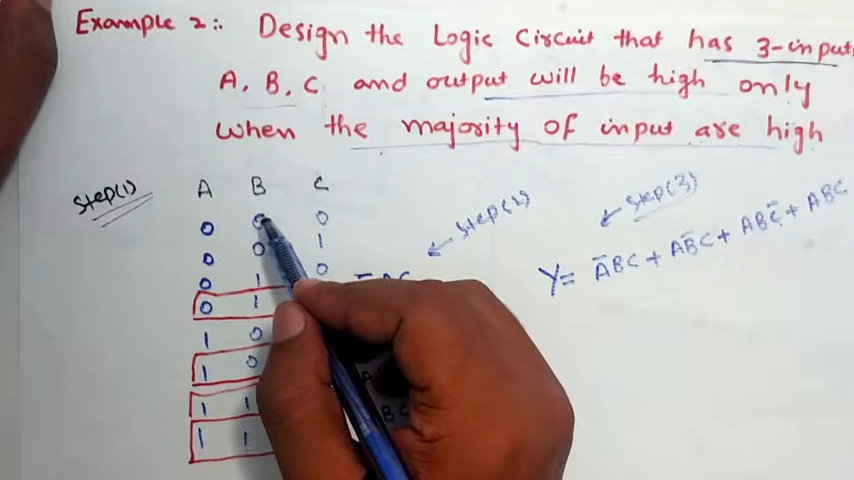 Example 2:. Design the Logic Circuit that has 3-input
A, B, C and output will be high only
when the majority of input are high
Step(1) A B C Step(2) Step(3)
0 0 0
0 0 1
0 1 0
0 1
1 0
1 0
1 1
1 1
BC
Y= A̅BC + AB̅C + ABC̅ + ABC